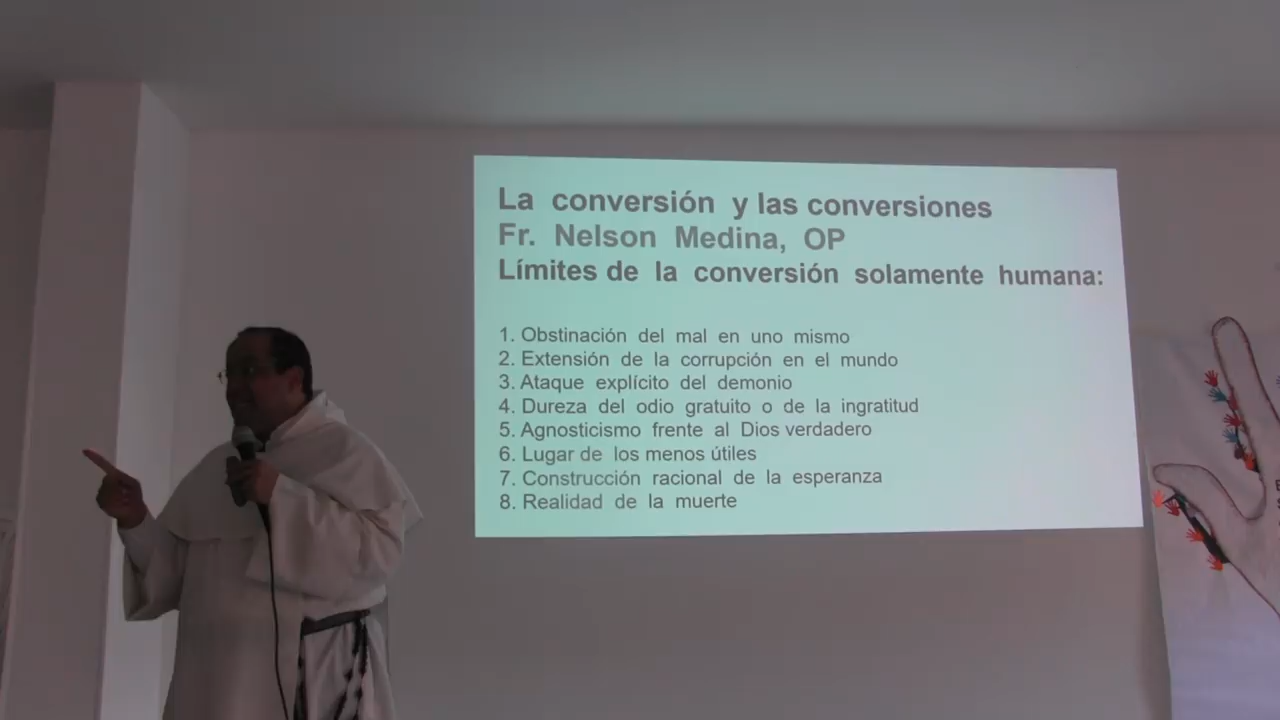 La conversión y las conversiones
Fr. Nelson Medina, OP
Límites de la conversión solamente humana:
1. Obstinación del mal en uno mismo
2. Extensión de la corrupción en el mundo
3. Ataque explícito del demonio
4. Dureza del odio gratuito o de la ingratitud
5. Agnosticismo frente al Dios verdadero
6. Lugar de los menos útiles
7. Construcción racional de la esperanza
8. Realidad de la muerte